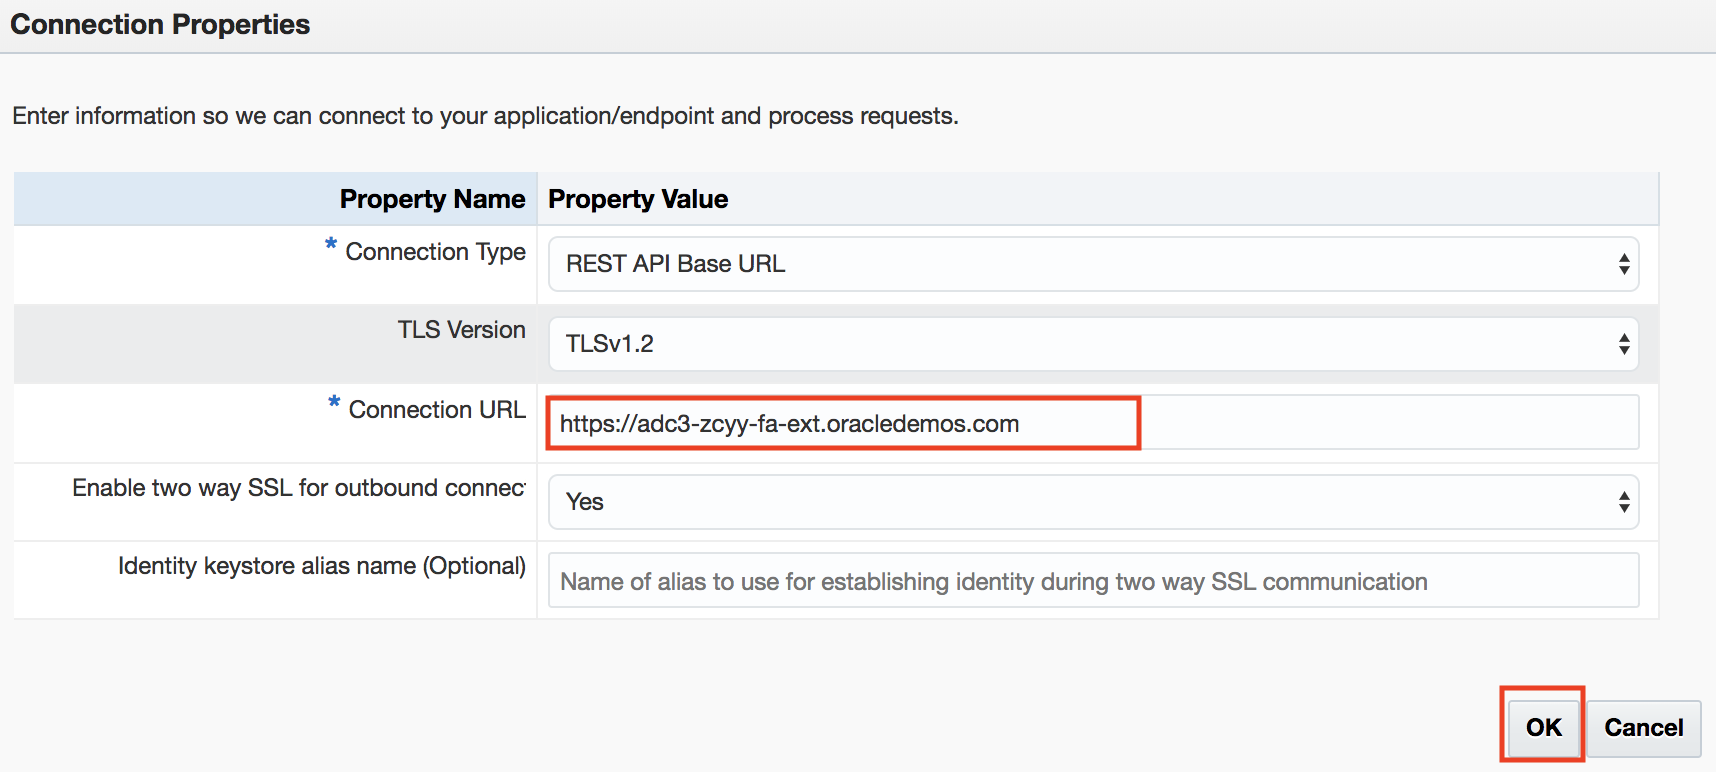 Connection Properties
Enter information so we can connect to your application/endpoint and process requests.
Property Name Property Value
* Connection Type REST API Base URL
TLS Version TLSv1.2
* Connection URL https://adc3-zcyy-fa-ext.oracledemos.com
Enable two way SSL for outbound connect Yes
Identity keystore alias name (Optional) Name of alias to use for establishing identity during two way SSL communication
OK Cancel